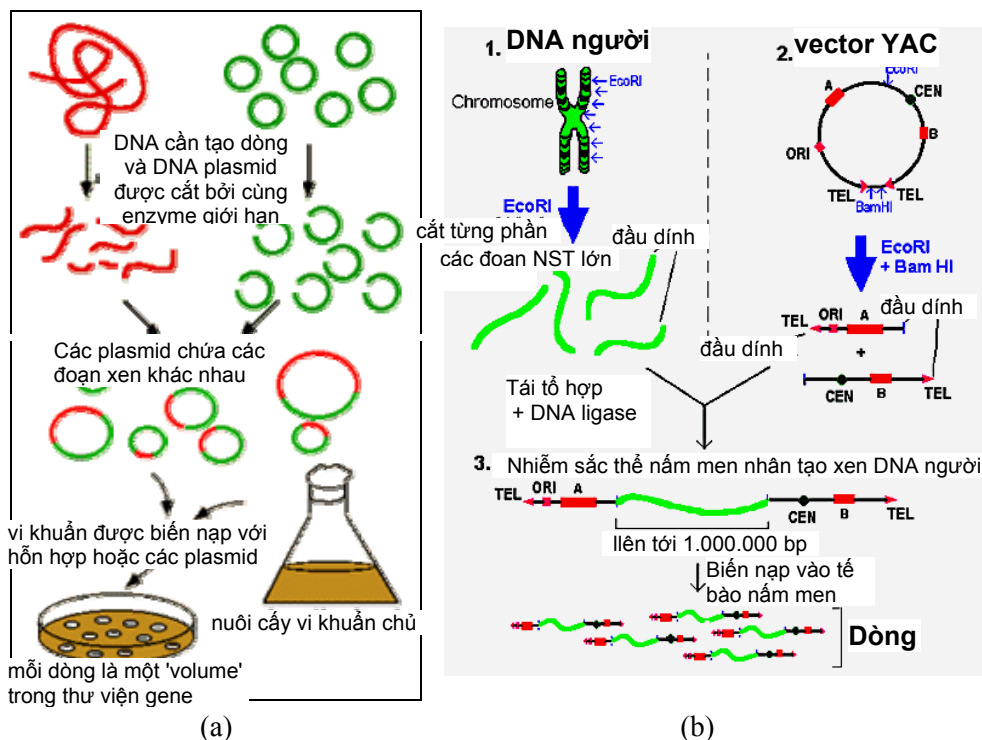 DNA cần tạo dòng
và DNA plasmid
được cắt bởi cùng
enzyme giới hạn
Các plasmid chứa các
đoạn xen khác nhau
vi khuẩn được biến nạp với
hỗn hợp hoặc các plasmid
nuôi cấy vi khuẩn chủ
mỗi dòng là một 'volume'
trong thư viện gene
(a)
1. DNA người
EcoRI
Chromosome
EcoRI
cắt từng phần
các đoan NST lớn
đầu dính
2. vector YAC
EcoRI
A
CEN
B
ORI
TEL
TEL
BamHI
EcoRI
+ Bam HI
đầu dính
TEL
ORI
A
đầu dính
+
CEN
B
TEL
Tái tổ hợp
+ DNA ligase
3. Nhiễm sắc thể nấm men nhân tạo xen DNA người
TEL
ORI
A
CEN
B
TEL
llên tới 1.000.000 bp
Biến nạp vào tế
bào nấm men
Dòng
(b)